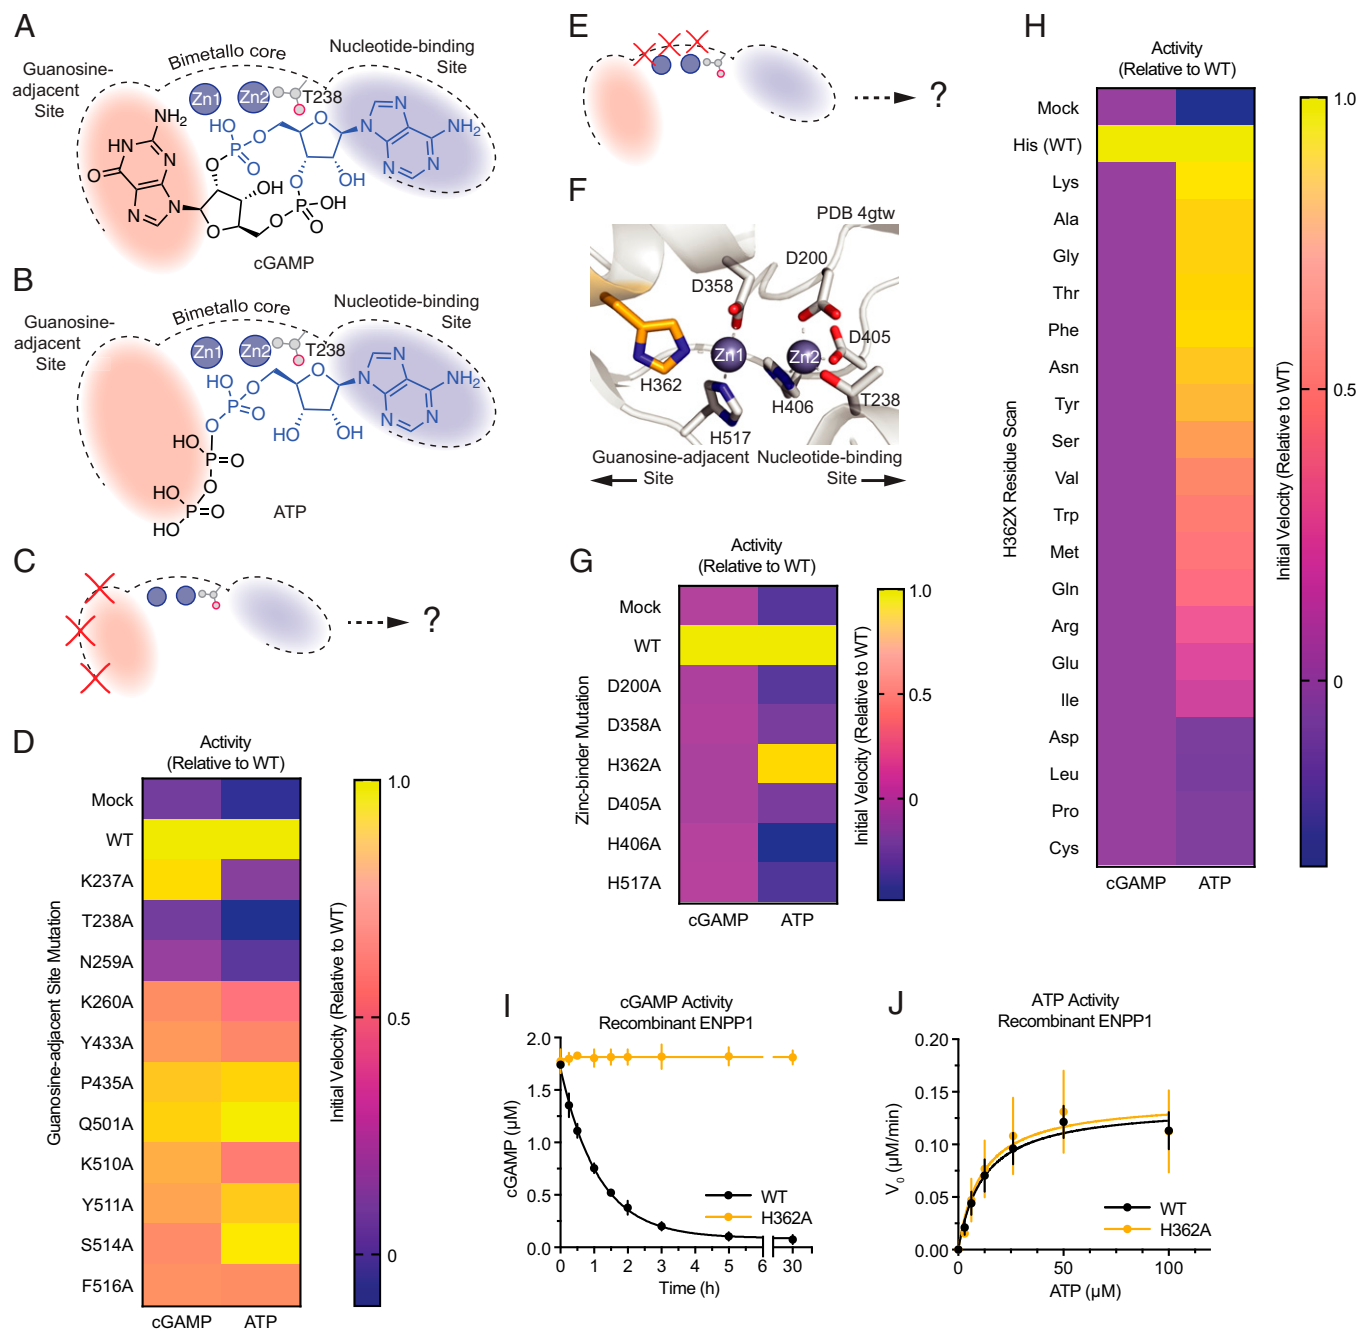 A
Guanosine-
adjacent
Site
Bimetallo core
Nucleotide-binding
Site
Zn1
Zn2
T238
NH2
HN
N
O
N
N
HO
P
O
O
O
O
N
N
N
N
NH2
OH
OH
O
O
P
OH
O
O
cGAMP
B
Guanosine-
adjacent
Site
Bimetallo core
Nucleotide-binding
Site
Zn1
Zn2
T238
HO
P
O
O
O
O
N
N
N
N
NH2
HO
OH
HO
P=O
O
HO
P=O
HO
ATP
C
?
D
Activity
(Relative to WT)
Guanosine-adjacent Site Mutation
Mock
WT
K237A
T238A
N259A
K260A
Y433A
P435A
Q501A
K510A
Y511A
S514A
F516A
cGAMP
ATP
1.0
0.5
0
Initial Velocity (Relative to WT)
E
?
F
PDB 4gtw
D358
D200
D405
Zn1
Zn2
H362
H406
T238
H517
Guanosine-adjacent
Site
Nucleotide-binding
Site
G
Activity
(Relative to WT)
Zinc-binder Mutation
Mock
WT
D200A
D358A
H362A
D405A
H406A
H517A
cGAMP
ATP
1.0
0.5
0
Initial Velocity (Relative to WT)
H
Activity
(Relative to WT)
H362X Residue Scan
Mock
His (WT)
Lys
Ala
Gly
Thr
Phe
Asn
Tyr
Ser
Val
Trp
Met
Gln
Arg
Glu
Ile
Asp
Leu
Pro
Cys
cGAMP
ATP
1.0
0.5
0
Initial Velocity (Relative to WT)
I
cGAMP Activity
Recombinant ENPP1
cGAMP (µM)
2.0
1.5
1.0
0.5
0.0
WT
H362A
0 1 2 3 4 5 6 30
Time (h)
J
ATP Activity
Recombinant ENPP1
V0 (µM/min)
0.20
0.15
0.10
0.05
0.00
WT
H362A
0 50 100
ATP (µM)